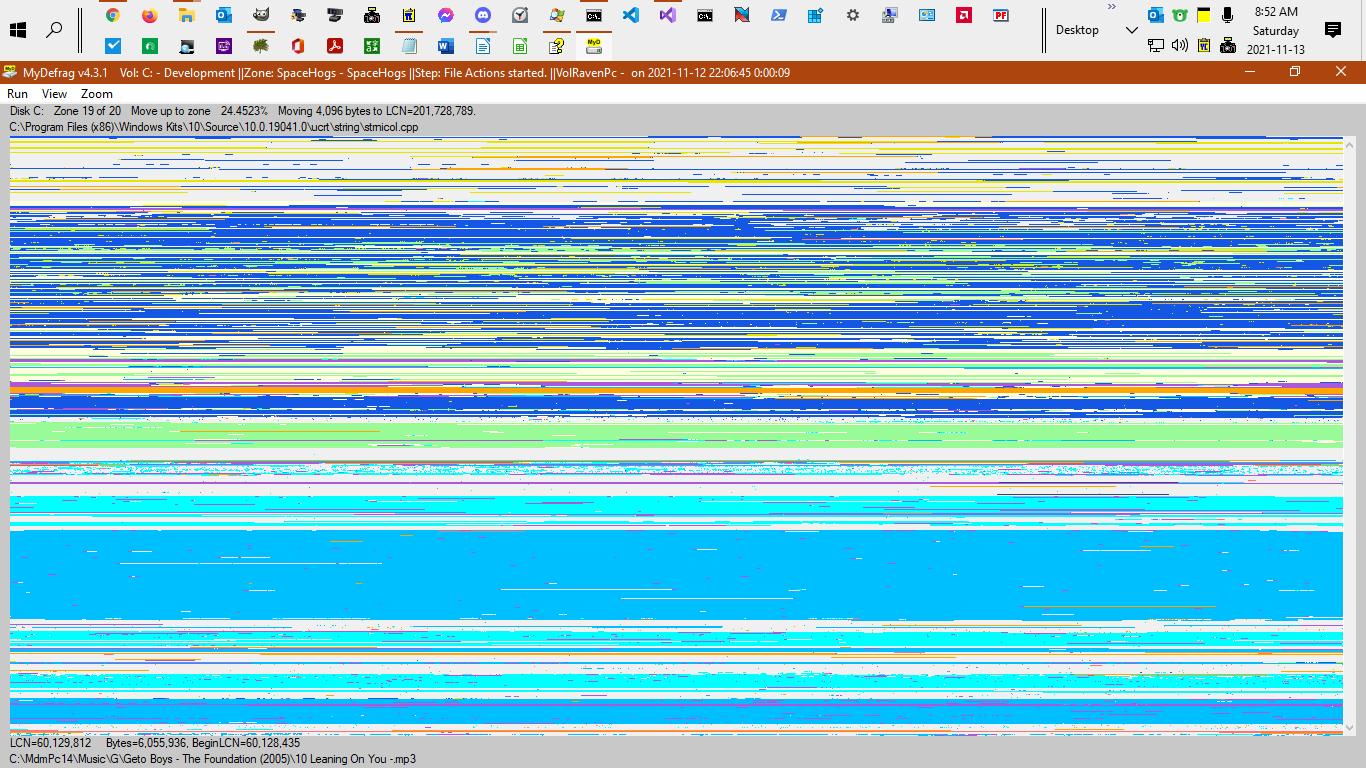 8:52 AM
Desktop
Saturday
2021-11-13
MyDefrag v4.3.1 Vol: C: - Development ||Zone: SpaceHogs - SpaceHogs ||Step: File Actions started. ||VolRavenPc - on 2021-11-12 22:06:45 0:00:09
Run View Zoom
Disk C: Zone 19 of 20 Move up to zone 24.4523% Moving 4,096 bytes to LCN=201,728,789.
C:\Program Files (x86)\Windows Kits\10\Source\10.0.19041.0\ucrt\string\strnicol.cpp
LCN=60,129,812 Bytes=6,055,936, BeginLCN=60,128,435
C:\MdmPc14\Music\G\Geto Boys - The Foundation (2005)\10 Leaning On You -.mp3